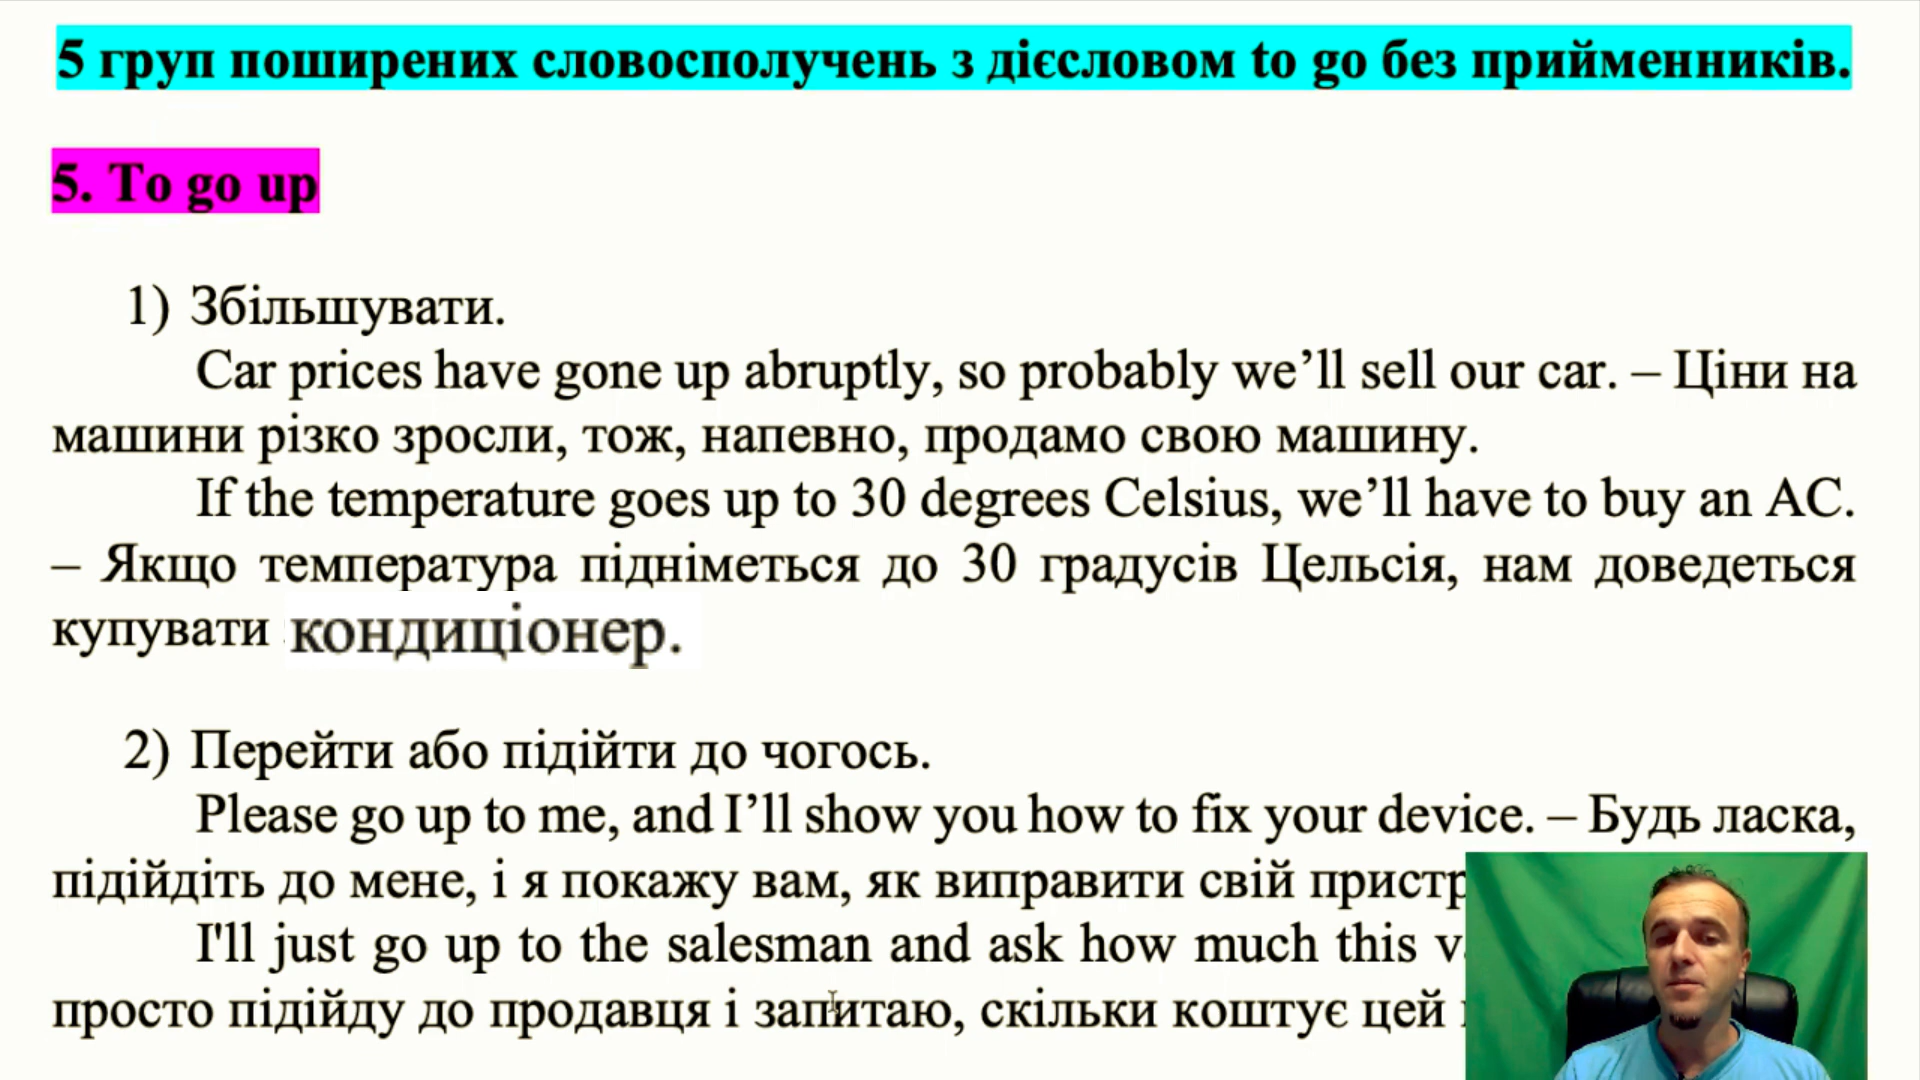 5 груп поширених словосполучень з дієсловом to go без прийменників.
5. To go up
1) Збільшувати.
Car prices have gone up abruptly, so probably we’ll sell our car. – Ціни на
машини різко зросли, тож, напевно, продамо свою машину.
If the temperature goes up to 30 degrees Celsius, we’ll have to buy an AC.
– Якщо температура підніметься до 30 градусів Цельсія, нам доведеться
купувати кондиціонер.
2) Перейти або підійти до чогось.
Please go up to me, and I’ll show you how to fix your device. – Будь ласка,
підійдіть до мене, і я покажу вам, як виправити свій
I'll just go up to the salesman and ask how much this
просто підійду до продавця і запитаю, скільки коштує цей